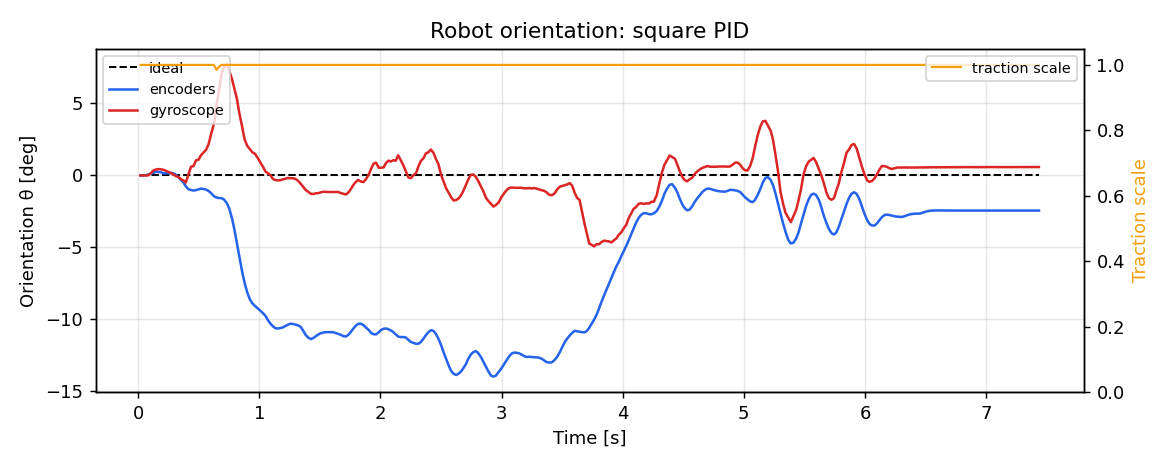 Robot orientation: square PID
Orientation θ [deg]
5
0
−5
−10
−15
ideal
encoders
gyroscope
traction scale
1.0
0.8
0.6
0.4
0.2
0.0
Traction scale
0 1 2 3 4 5 6 7
Time [s]